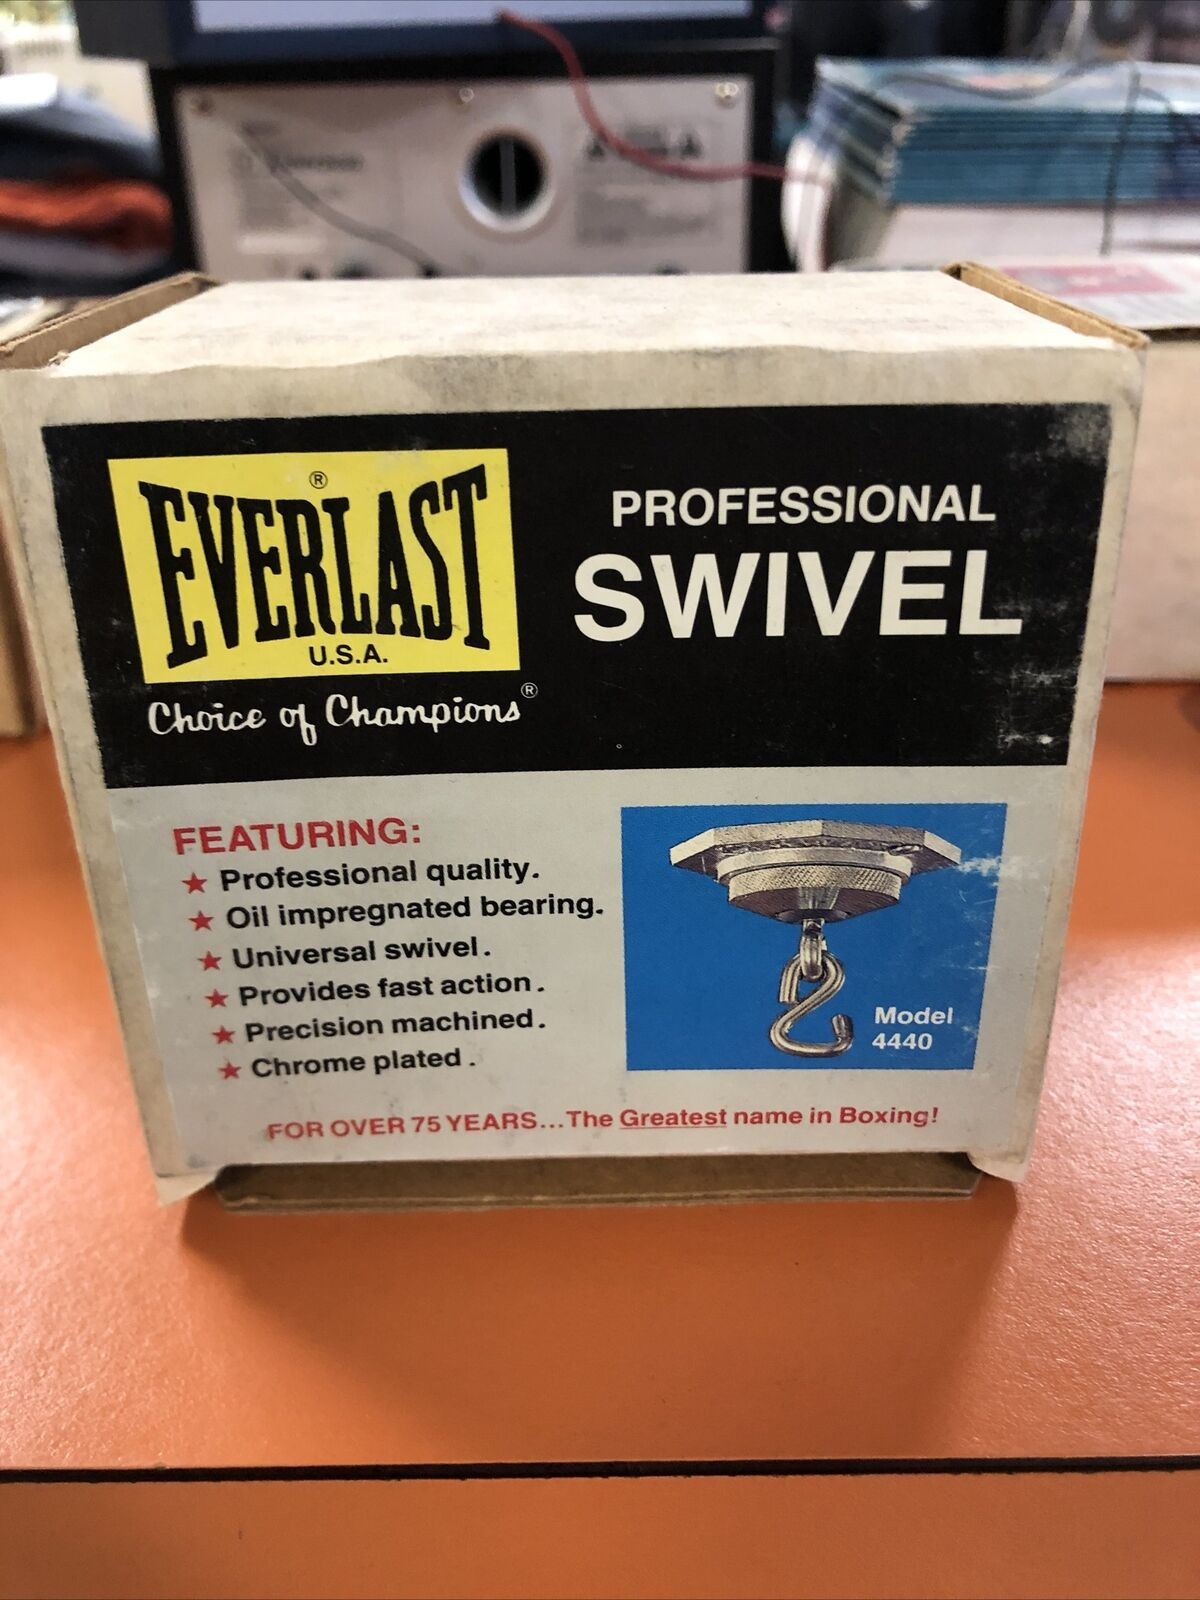 EVERLAST®
U.S.A.
Choice of Champions®
PROFESSIONAL
SWIVEL
FEATURING:
★ Professional quality.
★ Oil impregnated bearing.
★ Universal swivel.
★ Provides fast action.
★ Precision machined.
★ Chrome plated.
Model
4440
FOR OVER 75 YEARS...The Greatest name in Boxing!